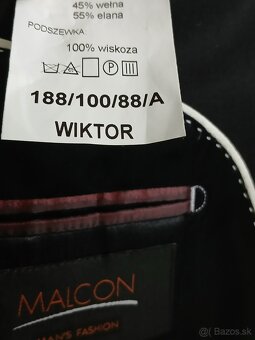 45% wełna
55% elana
PODSZEWKA
100% wiskoza
P
188/100/88/A
WIKTOR
MALCON
MAN'S FASHION
© Bazos.sk